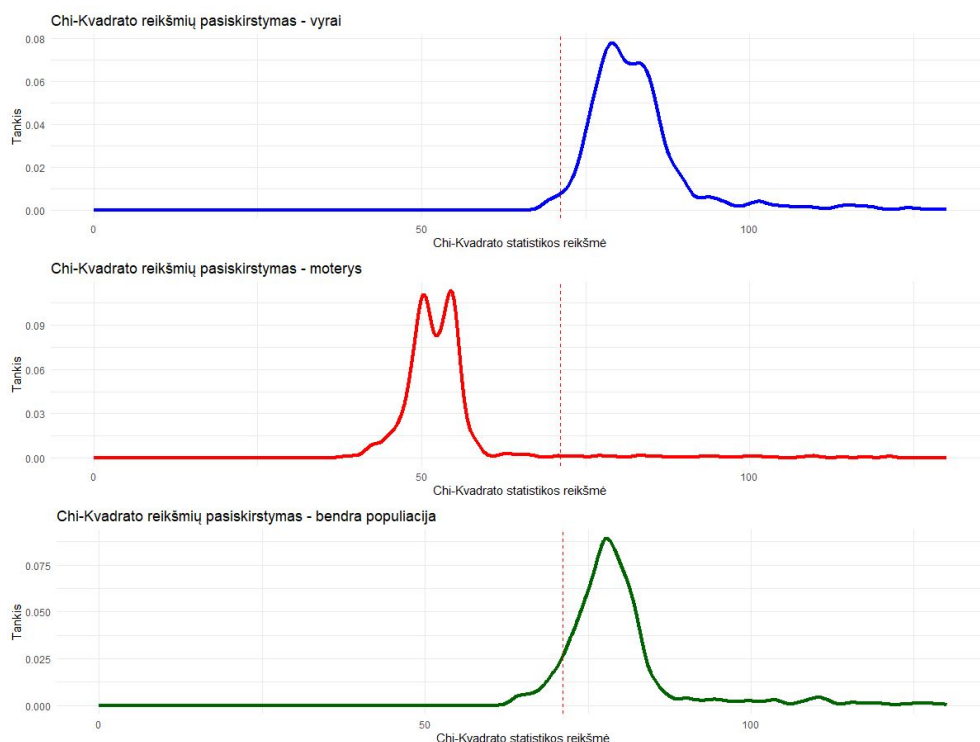 Chi-Kvadrato reikšmių pasiskirstymas - vyrai
0.08
0.06
0.04
0.02
0.00
Tankis
0
50
100
Chi-Kvadrato statistikos reikšmė
Chi-Kvadrato reikšmių pasiskirstymas - moterys
0.09
0.06
0.03
0.00
Tankis
0
50
100
Chi-Kvadrato statistikos reikšmė
Chi-Kvadrato reikšmių pasiskirstymas - bendra populiacija
0.075
0.050
0.025
0.000
Tankis
0
50
100
Chi-Kvadrato statistikos reikšmė